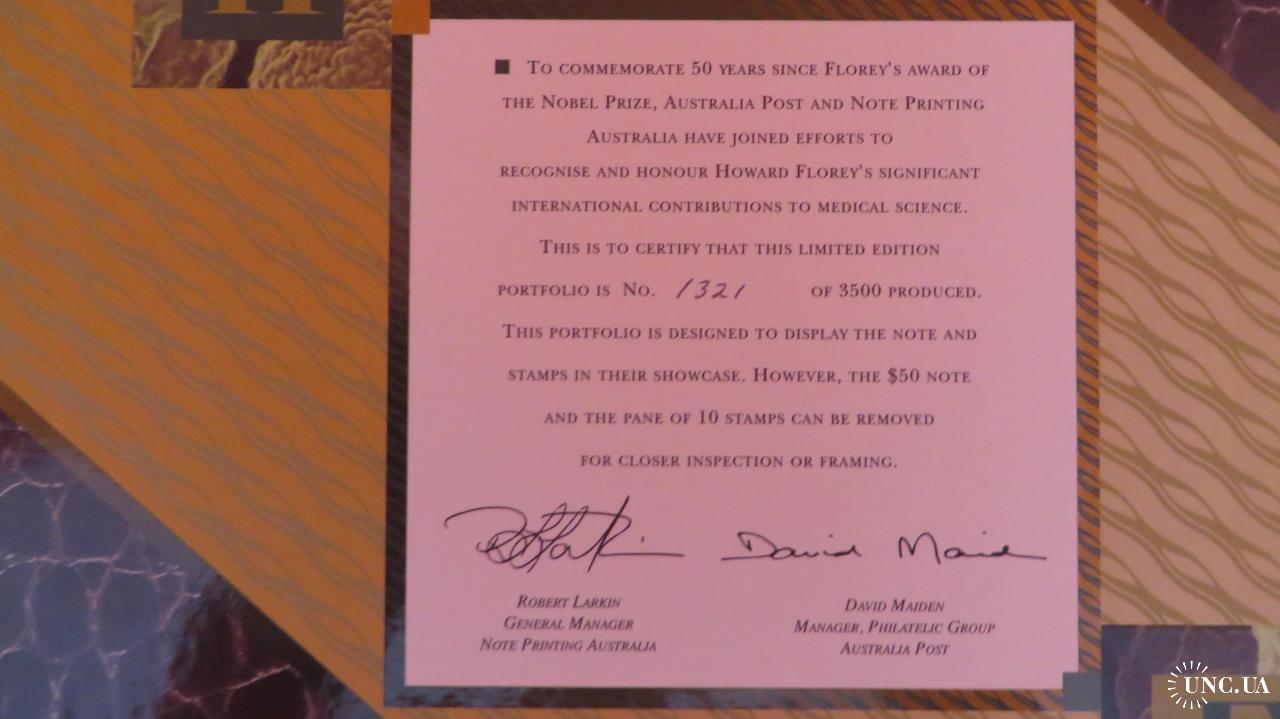 ■ To commemorate 50 years since Florey's award of
the Nobel Prize, Australia Post and Note Printing
Australia have joined efforts to
recognise and honour Howard Florey's significant
international contributions to medical science.
This is to certify that this limited edition
portfolio is No. 1321 of 3500 produced.
This portfolio is designed to display the note and
stamps in their showcase. However, the $50 note
and the pane of 10 stamps can be removed
for closer inspection or framing.
David Maiden
Robert Larkin
General Manager
Note Printing Australia
David Maiden
Manager, Philatelic Group
Australia Post
UNC.UA